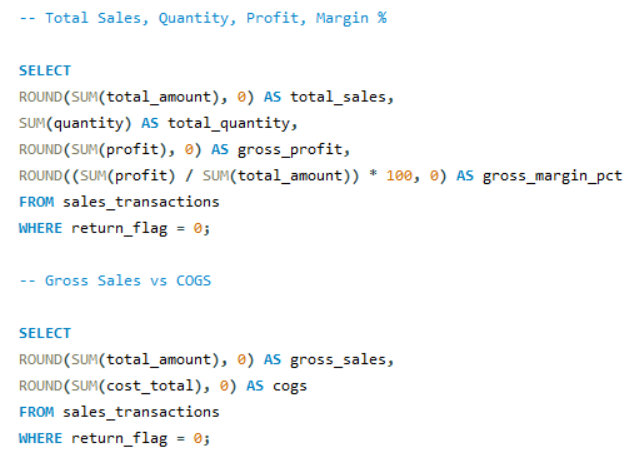 -- Total Sales, Quantity, Profit, Margin %
SELECT
ROUND(SUM(total_amount), 0) AS total_sales,
SUM(quantity) AS total_quantity,
ROUND(SUM(profit), 0) AS gross_profit,
ROUND((SUM(profit) / SUM(total_amount)) * 100, 0) AS gross_margin_pct
FROM sales_transactions
WHERE return_flag = 0;
-- Gross Sales vs COGS
SELECT
ROUND(SUM(total_amount), 0) AS gross_sales,
ROUND(SUM(cost_total), 0) AS cogs
FROM sales_transactions
WHERE return_flag = 0;